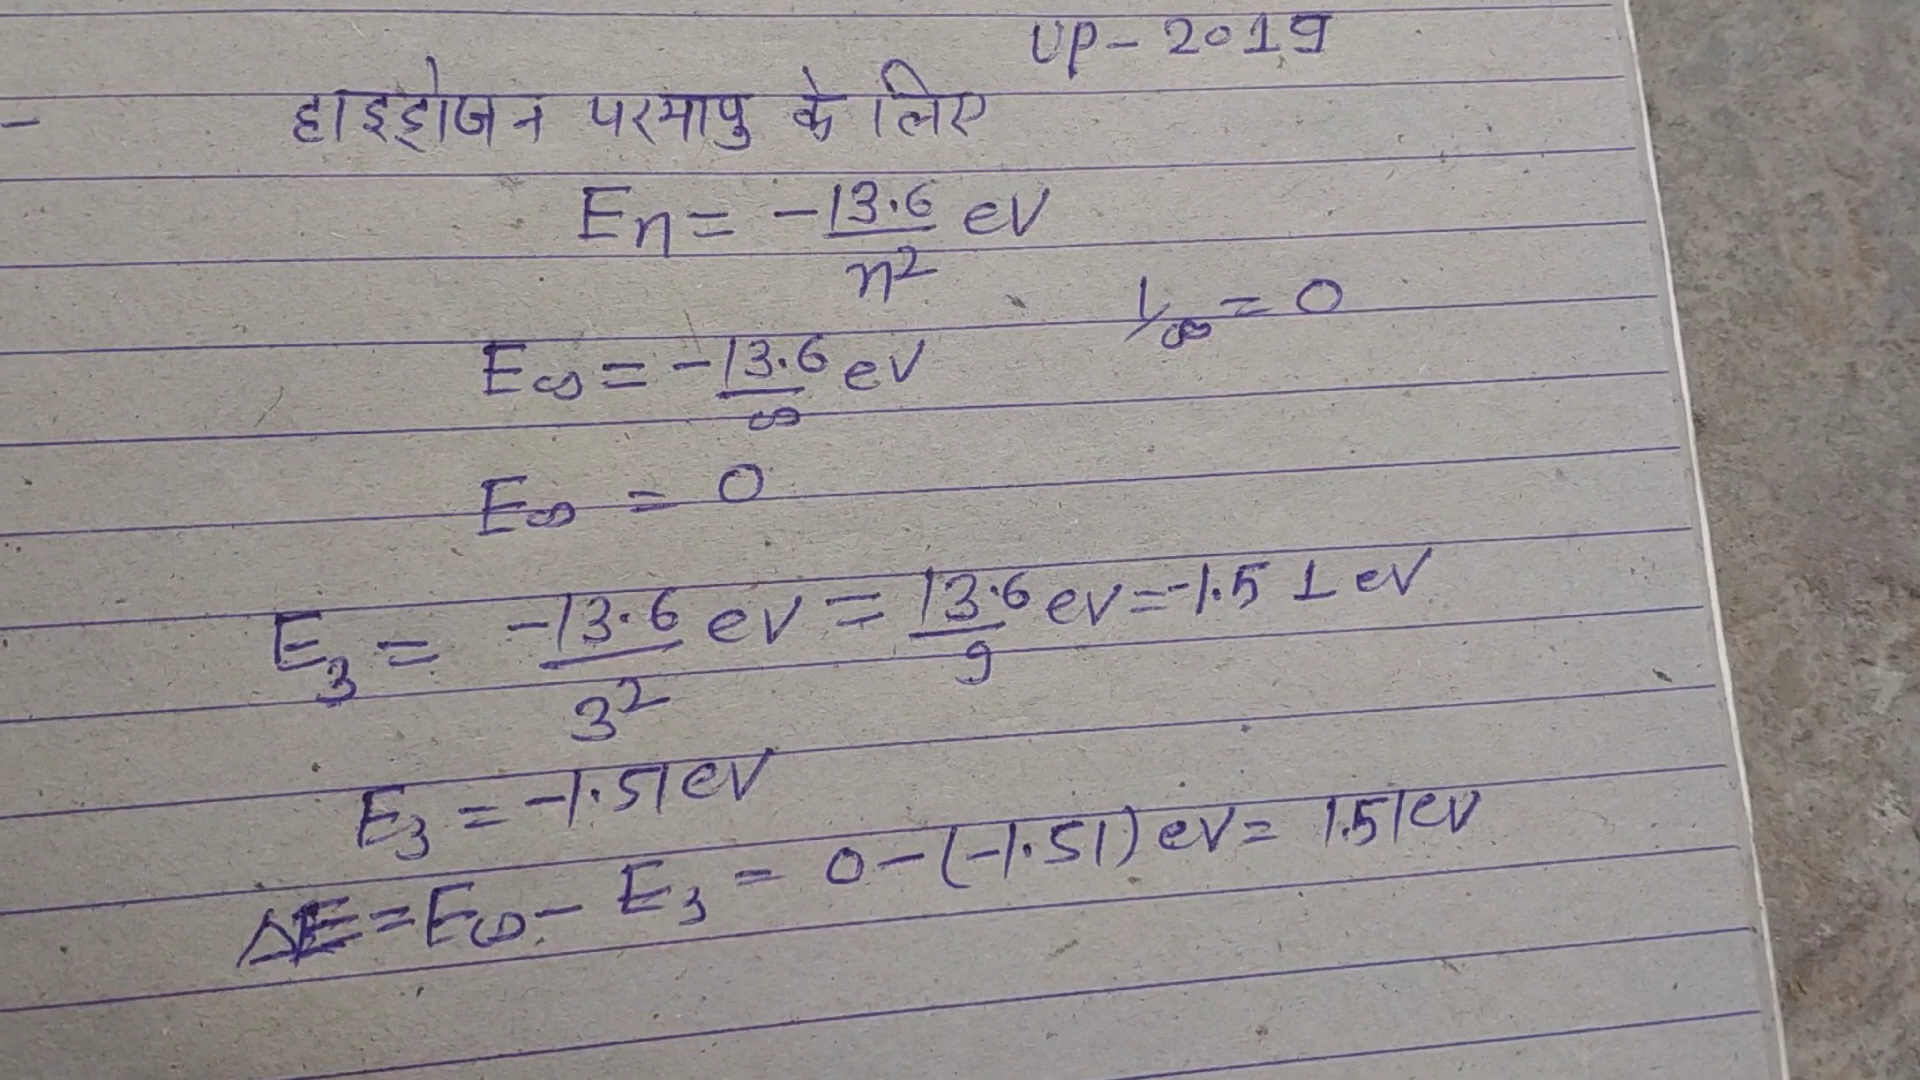 UP-2019
हाइड्रोजन परमाणु के लिए
En = -13.6/n² eV
1/∞ = 0
E∞ = -13.6/∞ eV
E∞ = 0
E₃ = -13.6/3² eV = 13.6/9 eV = -1.51 eV
E₃ = -1.51 eV
ΔE = E∞ - E₃ = 0 - (-1.51) eV = 1.51 eV